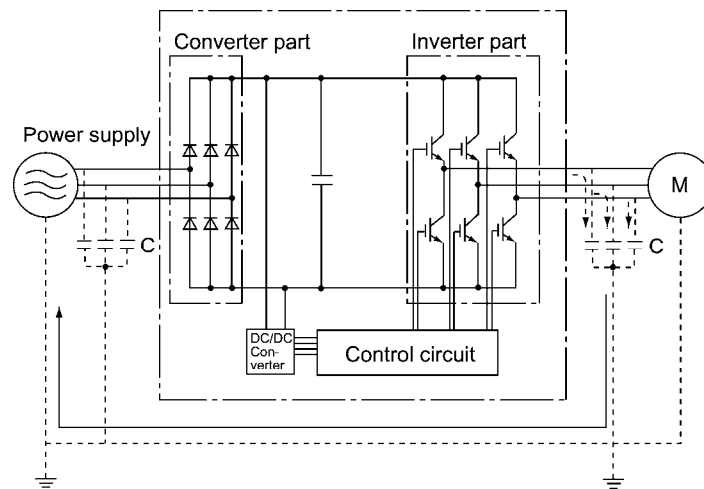 Converter part
Inverter part
Power supply
M
C
C
DC/DC
Con-
verter
Control circuit